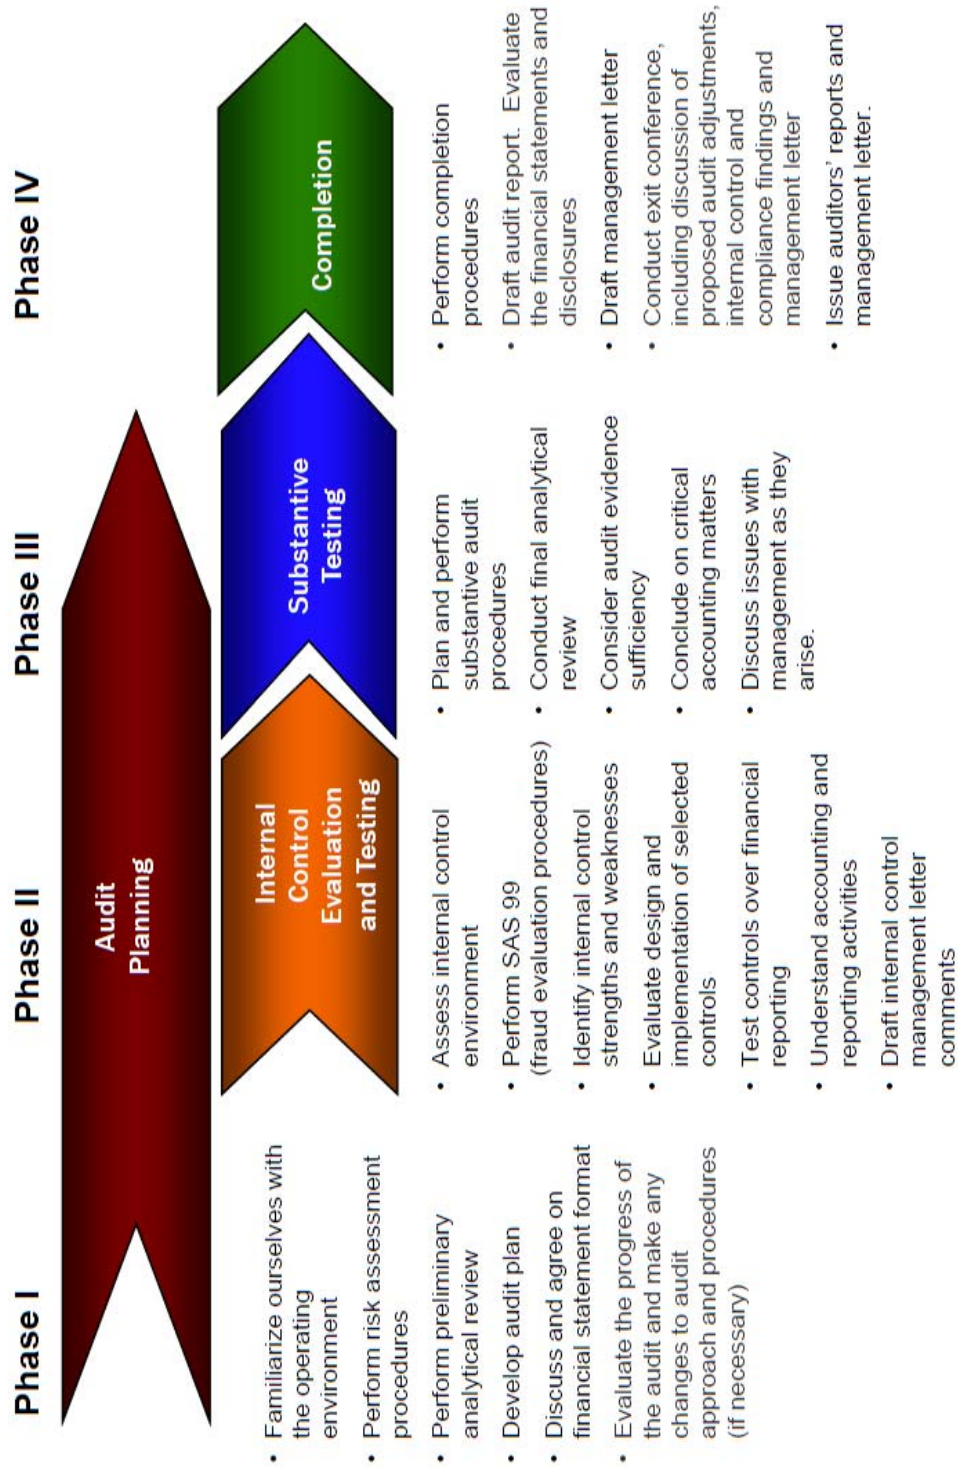 Phase I
Phase II
Phase III
Phase IV
Audit
Planning
Internal
Control
Evaluation
and Testing
Substantive
Testing
Completion
• Familiarize ourselves with
the operating
environment
• Perform risk assessment
procedures
• Perform preliminary
analytical review
• Develop audit plan
• Discuss and agree on
financial statement format
• Evaluate the progress of
the audit and make any
changes to audit
approach and procedures
(if necessary)
• Assess internal control
environment
• Perform SAS 99
(fraud evaluation procedures)
• Identify internal control
strengths and weaknesses
• Evaluate design and
implementation of selected
controls
• Test controls over financial
reporting
• Understand accounting and
reporting activities
• Draft internal control
management letter
comments
• Plan and perform
substantive audit
procedures
• Conduct final analytical
review
• Consider audit evidence
sufficiency
• Conclude on critical
accounting matters
• Discuss issues with
management as they
arise.
• Perform completion
procedures
• Draft audit report. Evaluate
the financial statements and
disclosures
• Draft management letter
• Conduct exit conference,
including discussion of
proposed audit adjustments,
internal control and
compliance findings and
management letter
• Issue auditors' reports and
management letter.